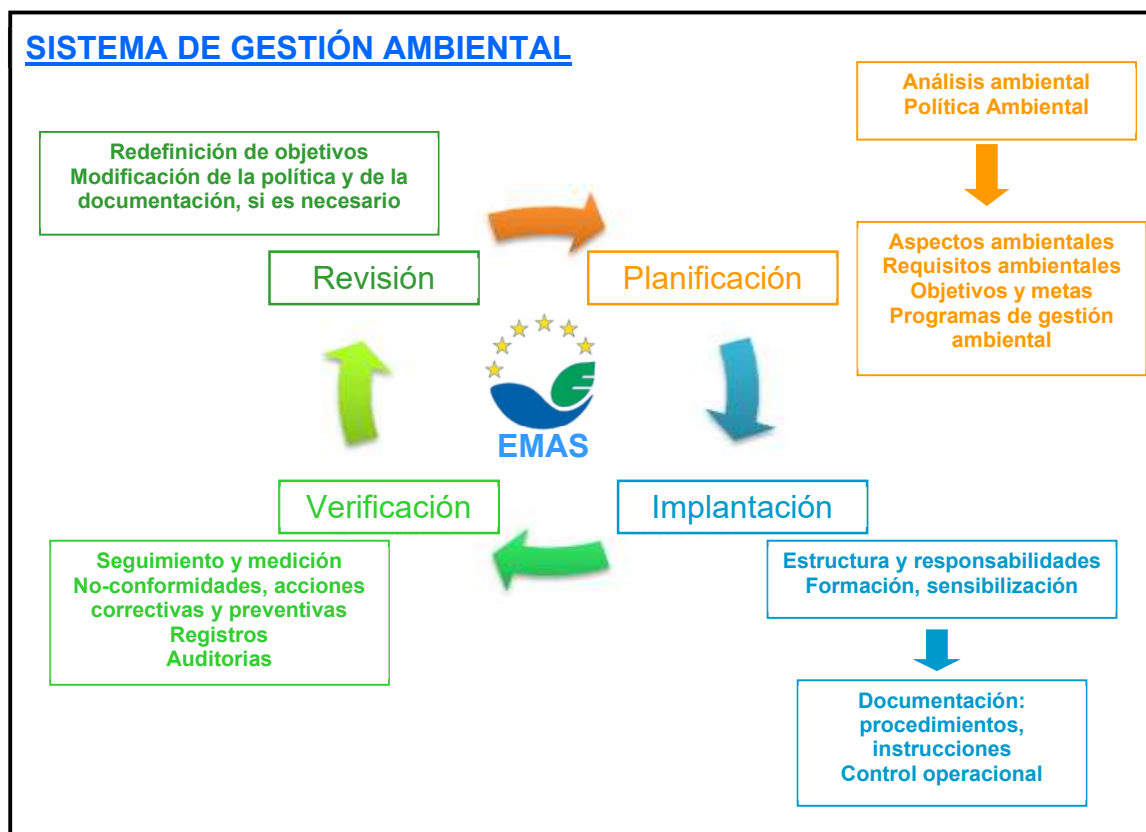 SISTEMA DE GESTIÓN AMBIENTAL
Análisis ambiental
Política Ambiental
Redefinición de objetivos
Modificación de la política y de la
documentación, si es necesario
Aspectos ambientales
Requisitos ambientales
Objetivos y metas
Programas de gestión
ambiental
Revisión
Planificación
EMAS
Verificación
Implantación
Seguimiento y medición
No-conformidades, acciones
correctivas y preventivas
Registros
Auditorias
Estructura y responsabilidades
Formación, sensibilización
Documentación:
procedimientos,
instrucciones
Control operacional